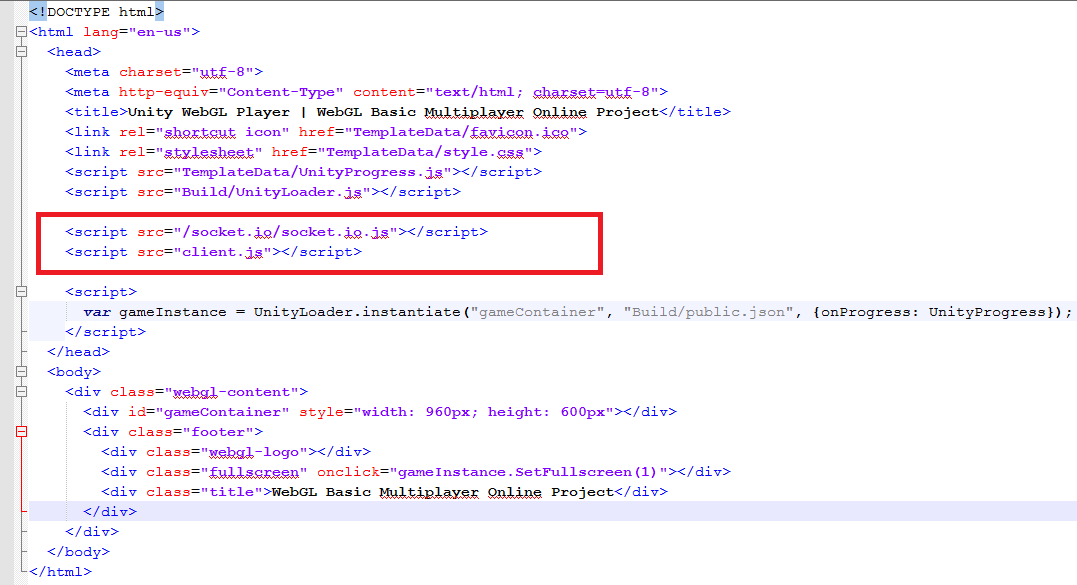 <!DOCTYPE html>
<html lang="en-us">
<head>
<meta charset="utf-8">
<meta http-equiv="Content-Type" content="text/html; charset=utf-8">
<title>Unity WebGL Player | WebGL Basic Multiplayer Online Project</title>
<link rel="shortcut icon" href="TemplateData/favicon.ico">
<link rel="stylesheet" href="TemplateData/style.css">
<script src="TemplateData/UnityProgress.js"></script>
<script src="Build/UnityLoader.js"></script>
<script src="/socket.io/socket.io.js"></script>
<script src="client.js"></script>
<script>
var gameInstance = UnityLoader.instantiate("gameContainer", "Build/public.json", {onProgress: UnityProgress});
</script>
</head>
<body>
<div class="webgl-content">
<div id="gameContainer" style="width: 960px; height: 600px"></div>
<div class="footer">
<div class="webgl-logo"></div>
<div class="fullscreen" onclick="gameInstance.SetFullscreen(1)"></div>
<div class="title">WebGL Basic Multiplayer Online Project</div>
</div>
</div>
</body>
</html>